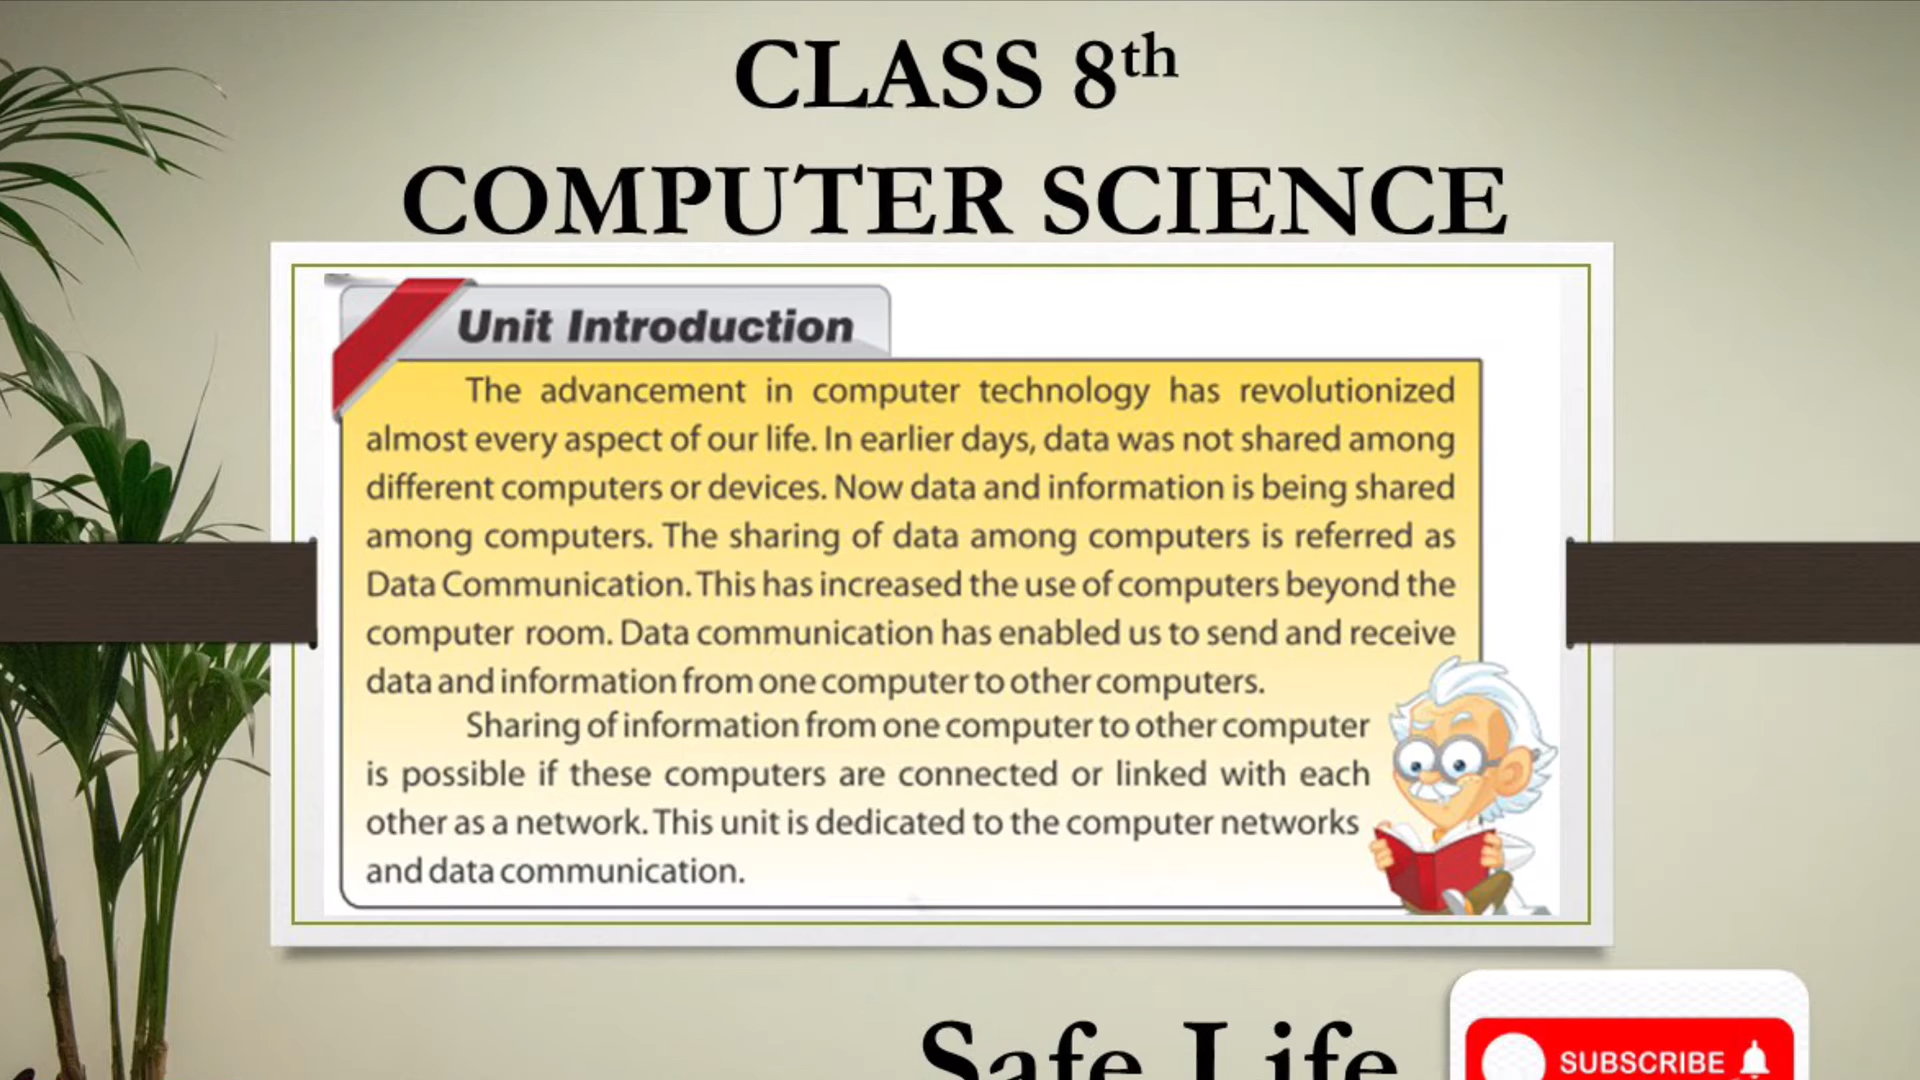 CLASS 8th
COMPUTER SCIENCE
Unit Introduction
The advancement in computer technology has revolutionized
almost every aspect of our life. In earlier days, data was not shared among
different computers or devices. Now data and information is being shared
among computers. The sharing of data among computers is referred as
Data Communication. This has increased the use of computers beyond the
computer room. Data communication has enabled us to send and receive
data and information from one computer to other computers.
Sharing of information from one computer to other computer
is possible if these computers are connected or linked with each
other as a network. This unit is dedicated to the computer networks
and data communication.
Safe Life
SUBSCRIBE